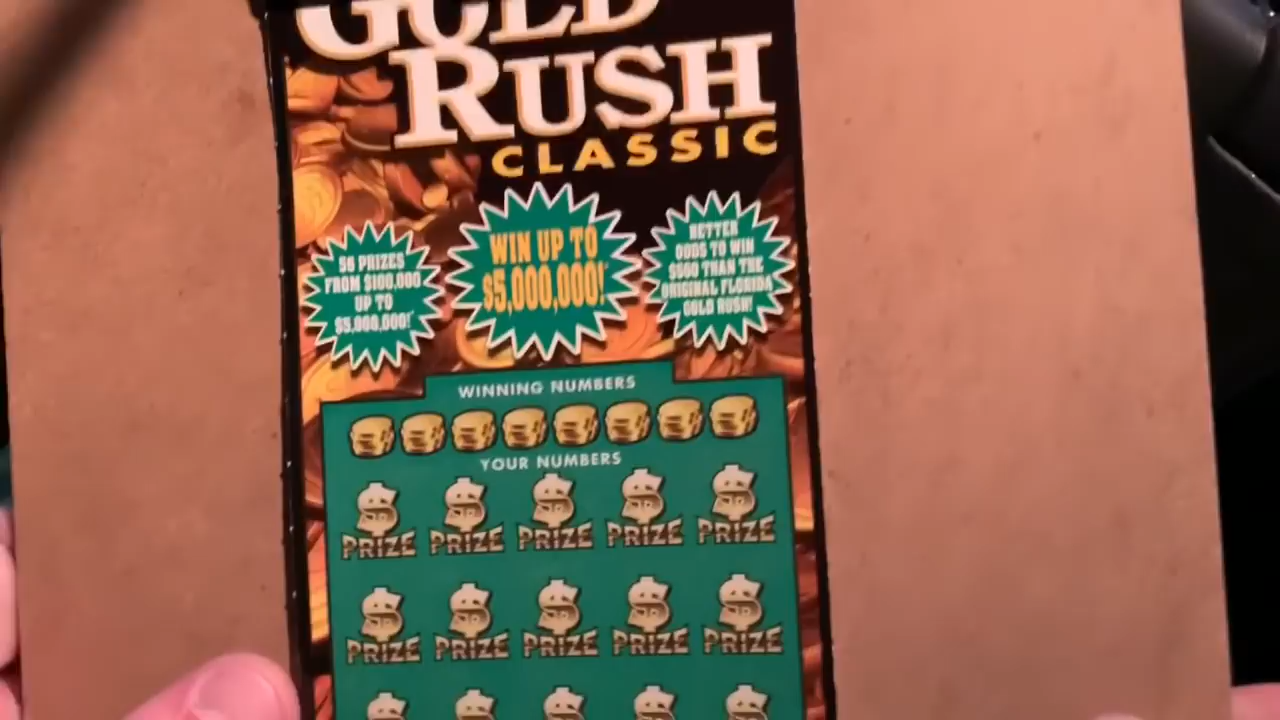 GOLD
RUSH
CLASSIC
56 PRIZES
FROM $100,000
UP TO
$5,000,000!*
WIN UP TO
$5,000,000!*
BETTER
ODDS TO WIN
$500 THAN THE
ORIGINAL FLORIDA
GOLD RUSH!
WINNING NUMBERS
YOUR NUMBERS
PRIZE PRIZE PRIZE PRIZE PRIZE
PRIZE PRIZE PRIZE PRIZE PRIZE